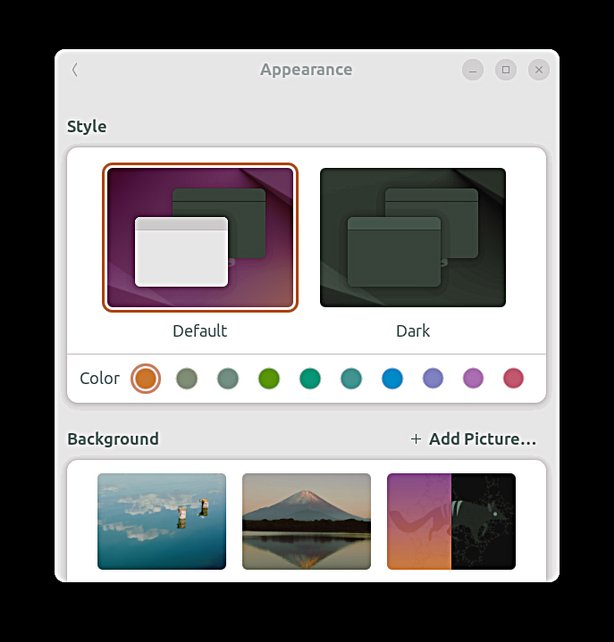 Appearance
Style
Default
Dark
Color
Background
+ Add Picture...